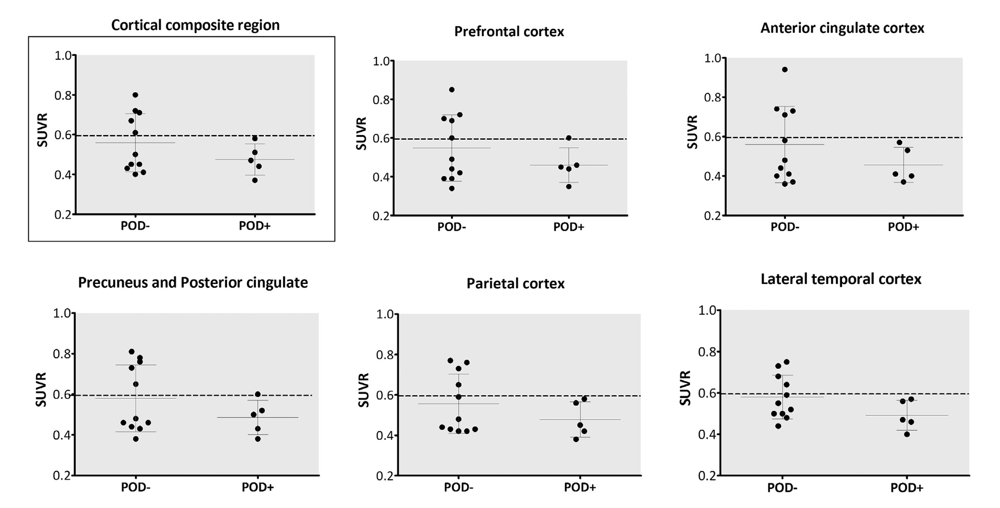 Cortical composite region
1.0
0.8
0.6
0.4
0.2
SUVR
POD-
POD+
Prefrontal cortex
1.0
0.8
0.6
0.4
0.2
SUVR
POD-
POD+
Anterior cingulate cortex
1.0
0.8
0.6
0.4
0.2
SUVR
POD-
POD+
Precuneus and Posterior cingulate
1.0
0.8
0.6
0.4
0.2
SUVR
POD-
POD+
Parietal cortex
1.0
0.8
0.6
0.4
0.2
SUVR
POD-
POD+
Lateral temporal cortex
1.0
0.8
0.6
0.4
0.2
SUVR
POD-
POD+